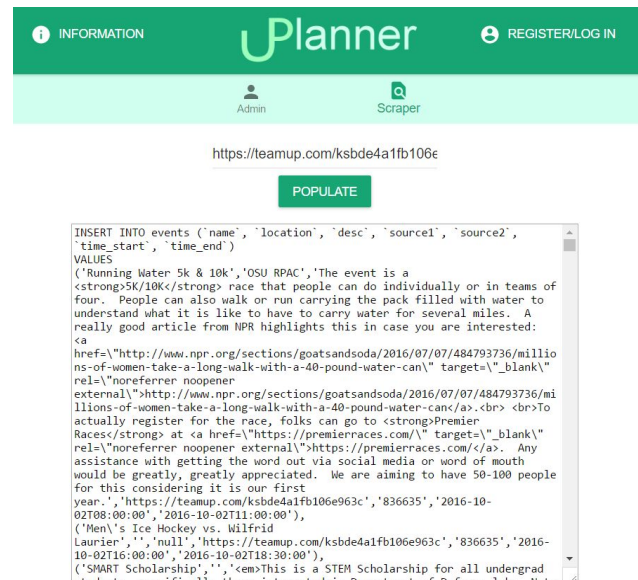 INFORMATION
uPlanner
REGISTER/LOG IN
Admin
Scraper
https://teamup.com/ksbde4a1fb106e
POPULATE
INSERT INTO events (`name`, `location`, `desc`, `source1`, `source2`,
`time_start`, `time_end`)
VALUES
('Running Water 5k & 10k','OSU RPAC','The event is a
<strong>5K/10K</strong> race that people can do individually or in teams of
four.  People can also walk or run carrying the pack filled with water to
understand what it is like to have to carry water for several miles.  A
really good article from NPR highlights this in case you are interested:
<a
href=\"http://www.npr.org/sections/goatsandsoda/2016/07/07/484793736/millio
ns-of-women-take-a-long-walk-with-a-40-pound-water-can\" target=\"_blank\"
rel=\"noreferrer noopener
external\">http://www.npr.org/sections/goatsandsoda/2016/07/07/484793736/mi
llions-of-women-take-a-long-walk-with-a-40-pound-water-can</a>.<br> <br>To
actually register for the race, folks can go to <strong>Premier
Races</strong> at <a href=\"https://premierraces.com/\" target=\"_blank\"
rel=\"noreferrer noopener external\">https://premierraces.com/</a>.  Any
assistance with getting the word out via social media or word of mouth
would be greatly, greatly appreciated.  We are aiming to have 50-100 people
for this considering it is our first
year.','https://teamup.com/ksbde4a1fb106e963c','836635','2016-10-
02T08:00:00','2016-10-02T11:00:00'),
('Men\'s Ice Hockey vs. Wilfrid
Laurier','','null','https://teamup.com/ksbde4a1fb106e963c','836635','2016-
10-02T16:00:00','2016-10-02T18:30:00'),
('SMART Scholarship','','<em>This is a STEM Scholarship for all undergrad